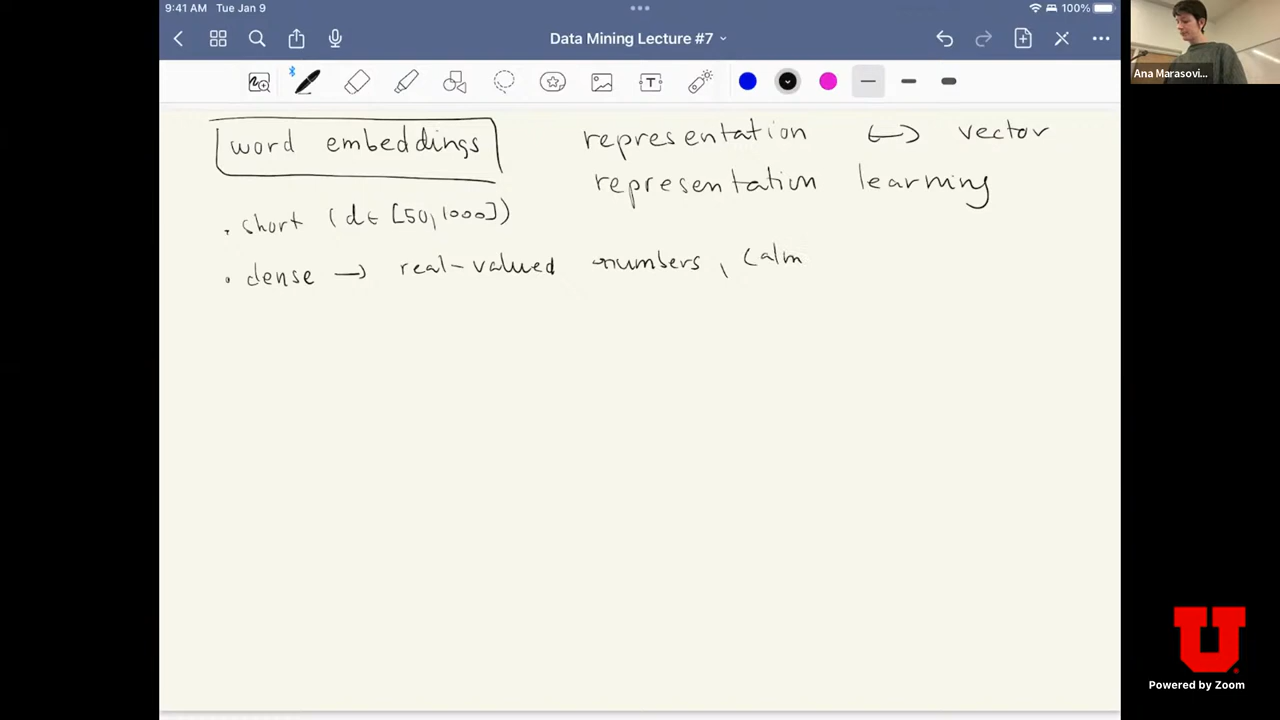 9:41 AM Tue Jan 9
100%
Data Mining Lecture #7
T
Ana Marasovi...
word embeddings
representation ↔ vector
representation learning
• short (d ∈ [50, 1000])
• dense → real-valued numbers, (alm
U
Powered by Zoom